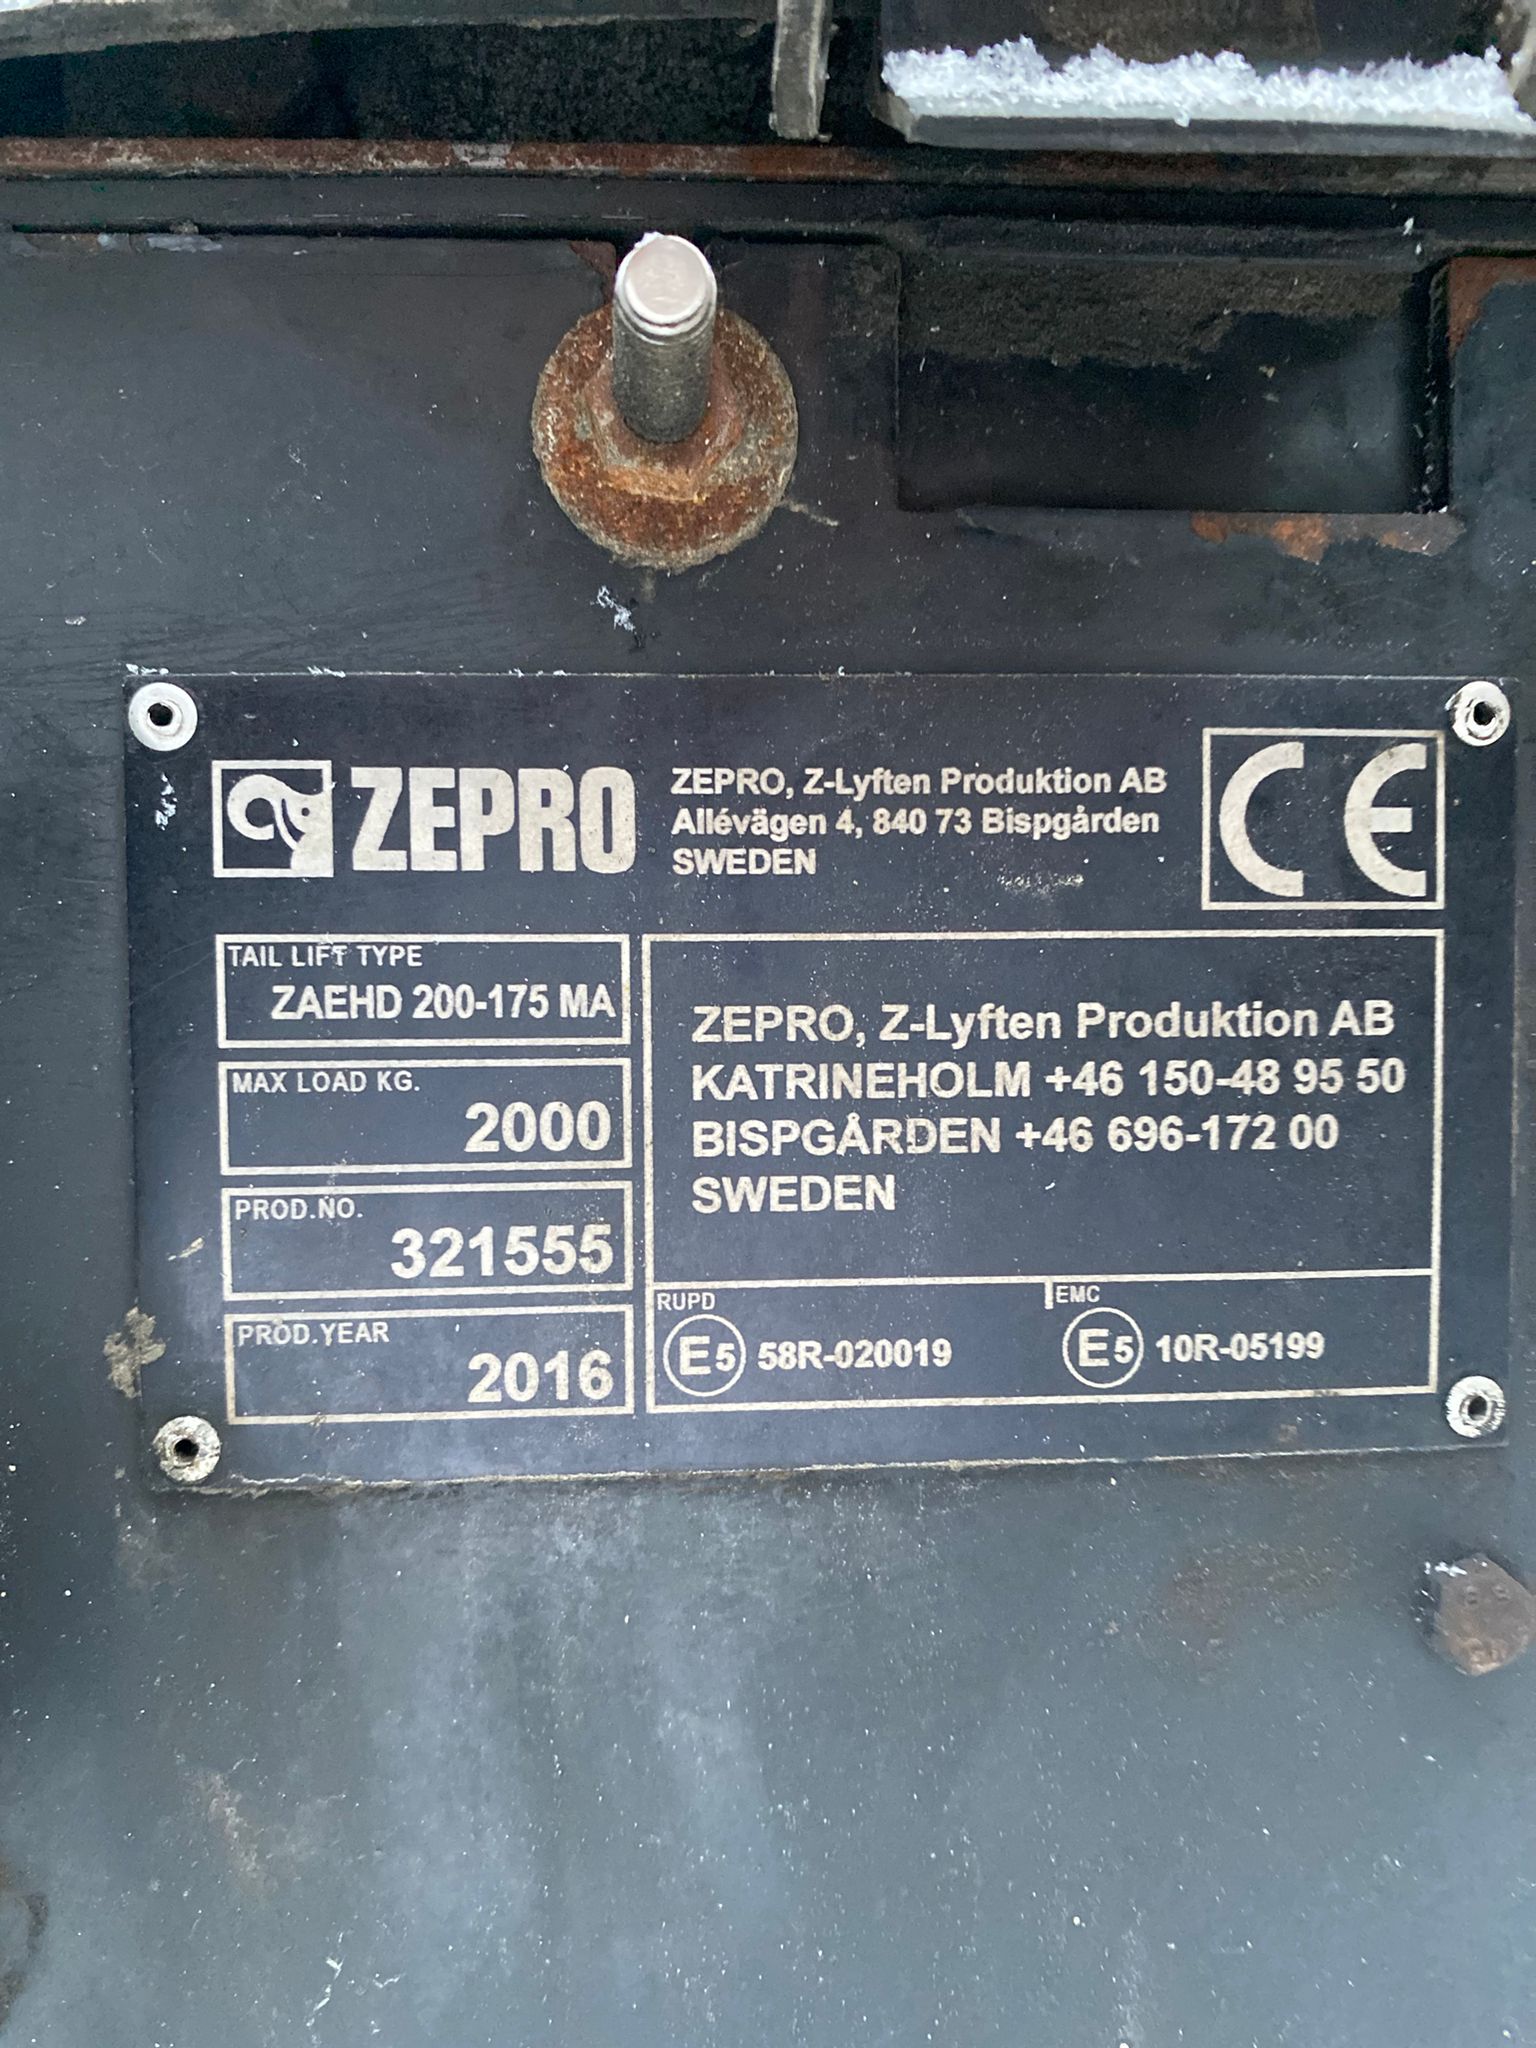 ZEPRO
ZEPRO, Z-Lyften Produktion AB
Allévägen 4, 840 73 Bispgården
SWEDEN
CE
TAIL LIFT TYPE
ZAEHD 200-175 MA
MAX LOAD KG.
2000
PROD.NO.
321555
PROD.YEAR
2016
ZEPRO, Z-Lyften Produktion AB
KATRINEHOLM +46 150-48 95 50
BISPGÅRDEN +46 696-172 00
SWEDEN
RUPD
E5 58R-020019
EMC
E5 10R-05199